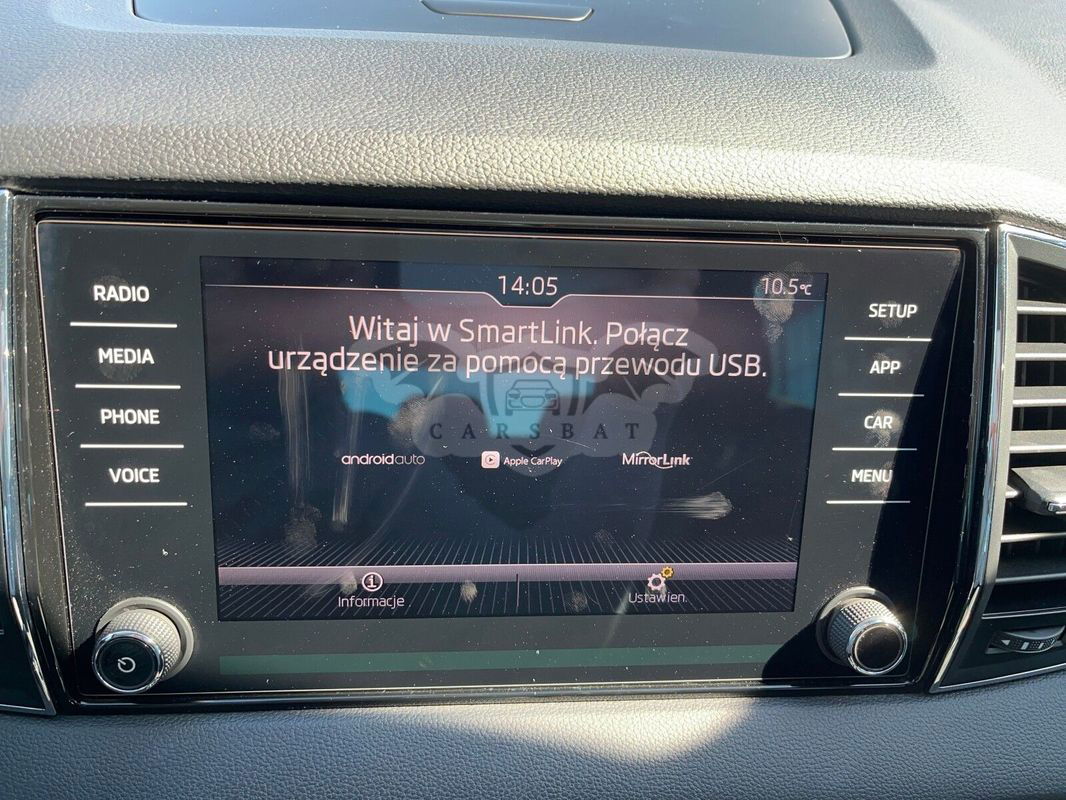 14:05
10.5°C
RADIO
MEDIA
PHONE
VOICE
Witaj w SmartLink. Połącz
urządzenie za pomocą przewodu USB.
CARSBAT
androidauto
Apple CarPlay
MirrorLink
Informacje
Ustawien.
SETUP
APP
CAR
MENU